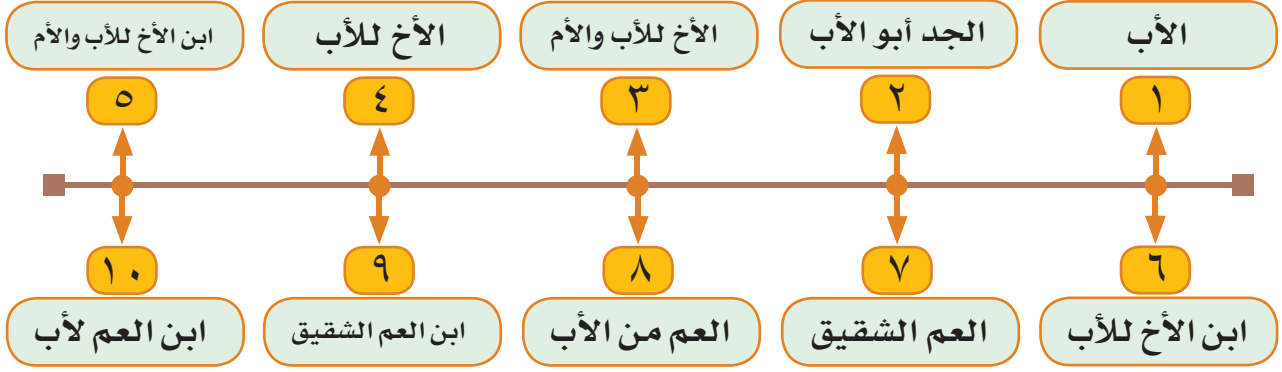 الأب
١
الجد أبو الأب
٢
الأخ للأب والأم
٣
الأخ للأب
٤
ابن الأخ للأب والأم
٥
٦
ابن الأخ للأب
٧
العم الشقيق
٨
العم من الأب
٩
ابن العم الشقيق
١٠
ابن العم لأب